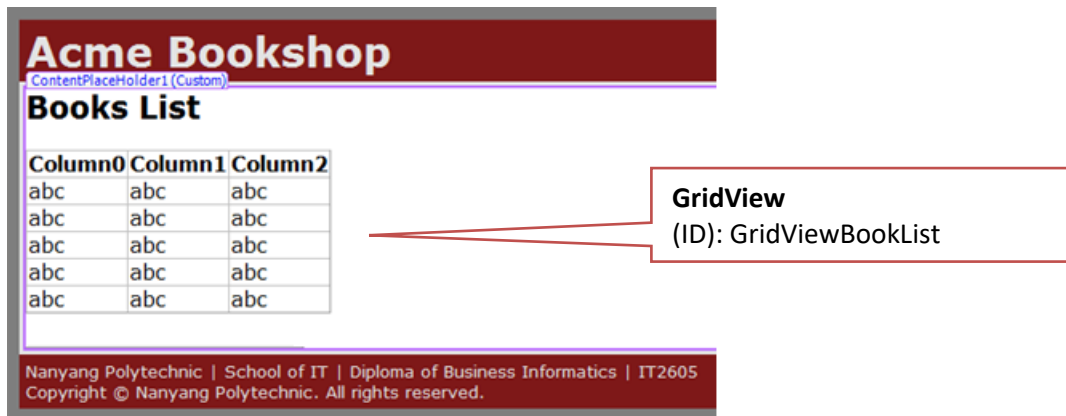 Acme Bookshop
ContentPlaceHolder1 (Custom)
Books List
Column0 Column1 Column2
abc abc abc
abc abc abc
abc abc abc
abc abc abc
abc abc abc
GridView
(ID): GridViewBookList
Nanyang Polytechnic | School of IT | Diploma of Business Informatics | IT2605
Copyright © Nanyang Polytechnic. All rights reserved.